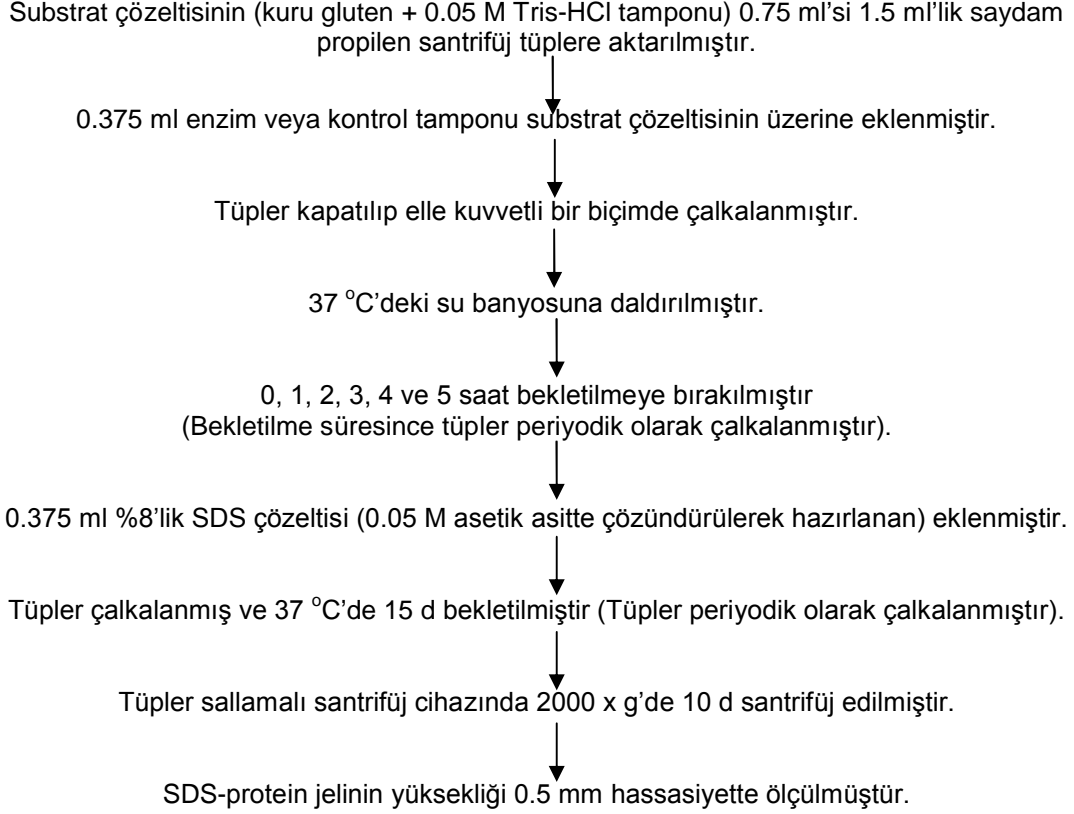 Substrat çözeltisinin (kuru gluten + 0.05 M Tris-HCl tamponu) 0.75 ml’si 1.5 ml’lik saydam
propilen santrifüj tüplere aktarılmıştır.
0.375 ml enzim veya kontrol tamponu substrat çözeltisinin üzerine eklenmiştir.
Tüpler kapatılıp elle kuvvetli bir biçimde çalkalanmıştır.
37 °C’deki su banyosuna daldırılmıştır.
0, 1, 2, 3, 4 ve 5 saat bekletilmeye bırakılmıştır
(Bekletilme süresince tüpler periyodik olarak çalkalanmıştır).
0.375 ml %8’lik SDS çözeltisi (0.05 M asetik asitte çözündürülerek hazırlanan) eklenmiştir.
Tüpler çalkalanmış ve 37 °C’de 15 d bekletilmiştir (Tüpler periyodik olarak çalkalanmıştır).
Tüpler sallamalı santrifüj cihazında 2000 x g’de 10 d santrifüj edilmiştir.
SDS-protein jelinin yüksekliği 0.5 mm hassasiyette ölçülmüştür.